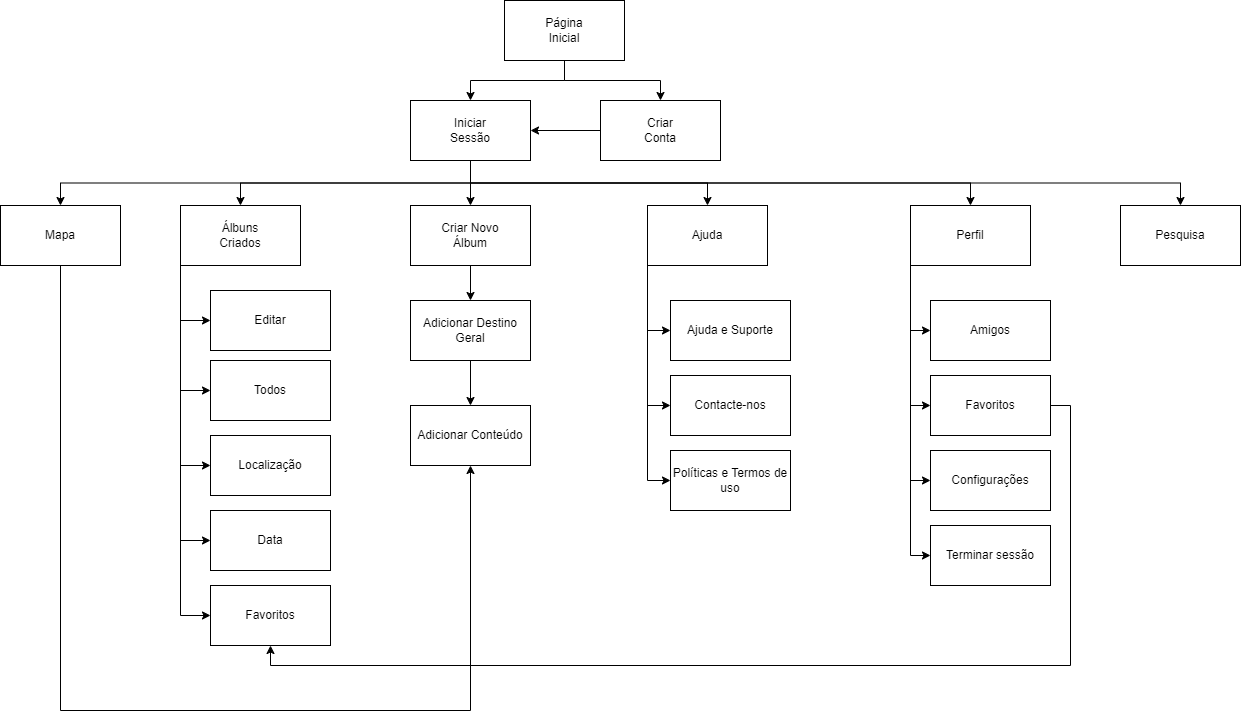 Página
Inicial
Iniciar
Sessão
Criar
Conta
Mapa
Álbuns
Criados
Criar Novo
Álbum
Ajuda
Perfil
Pesquisa
Editar
Todos
Localização
Data
Favoritos
Adicionar Destino
Geral
Adicionar Conteúdo
Ajuda e Suporte
Contacte-nos
Políticas e Termos de
uso
Amigos
Favoritos
Configurações
Terminar sessão